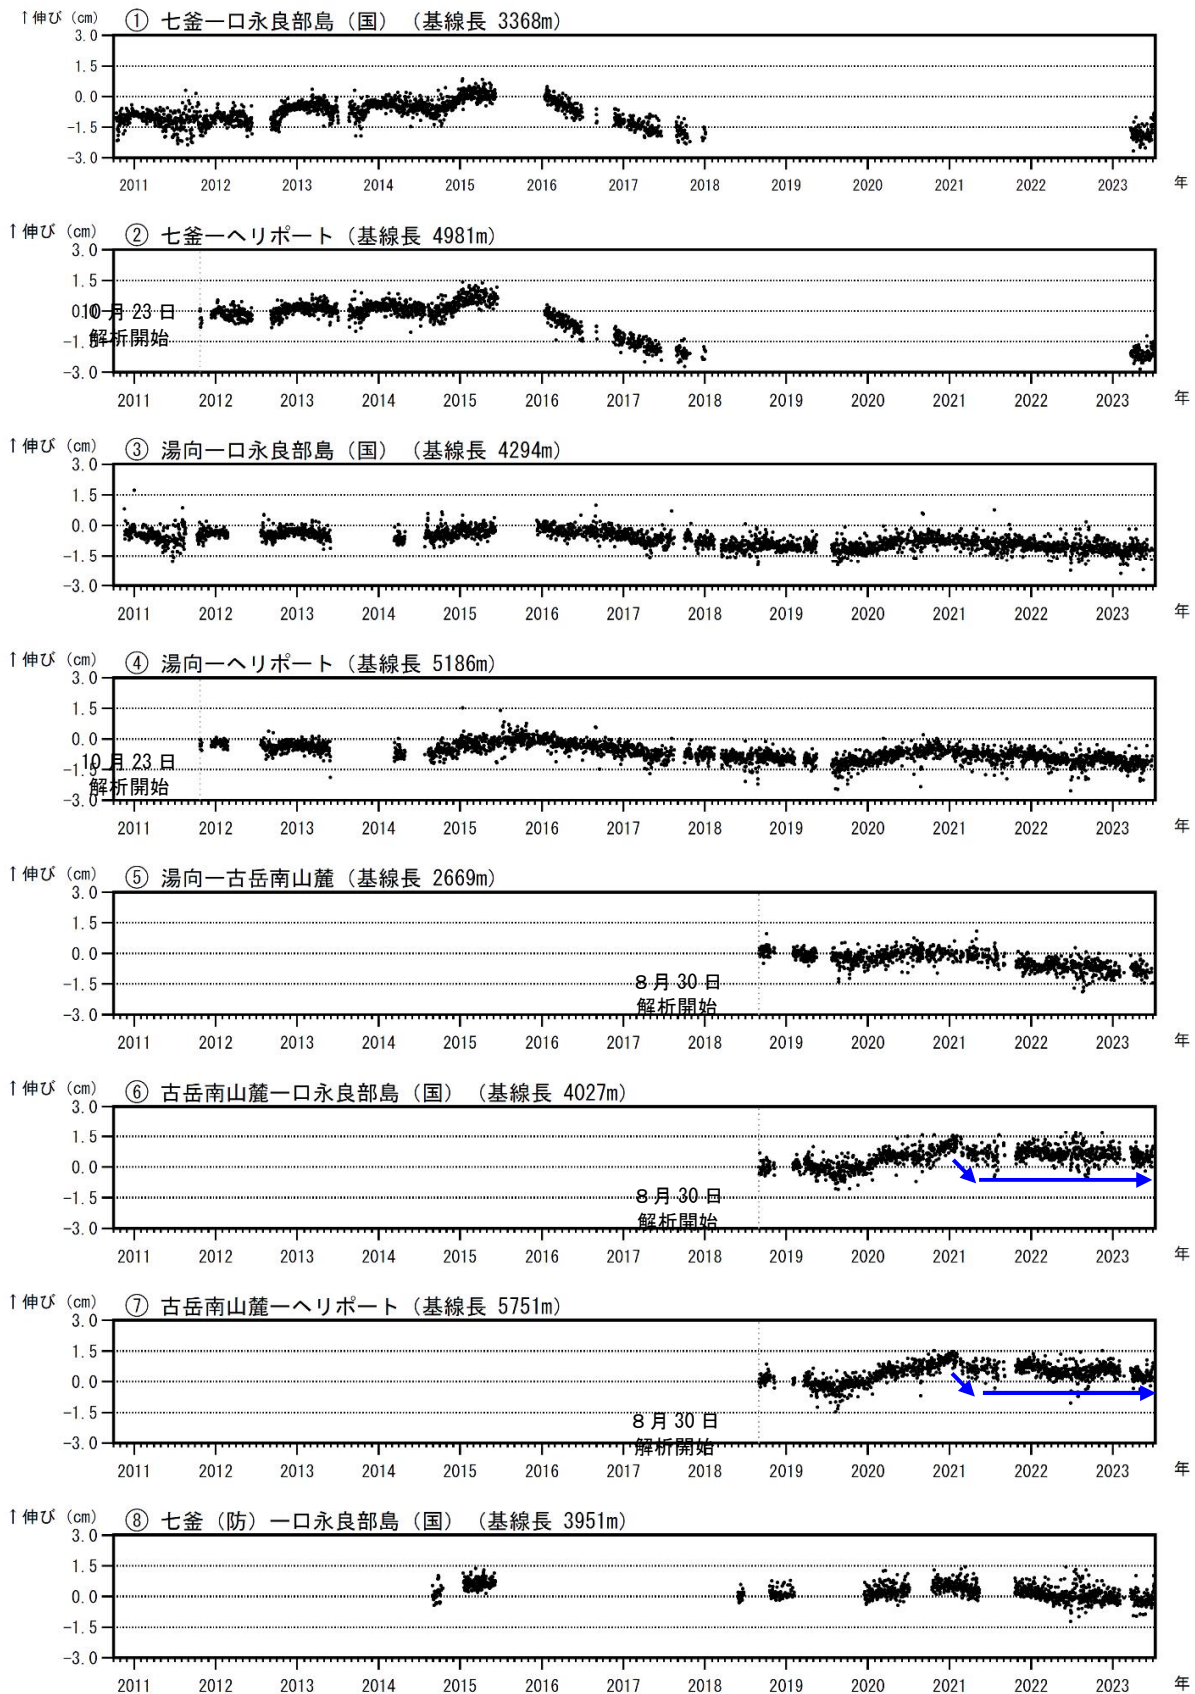 ↑伸び (cm) ① 七釜ー口永良部島（国）（基線長 3368m）
3.0
1.5
0.0
-1.5
-3.0
2011 2012 2013 2014 2015 2016 2017 2018 2019 2020 2021 2022 2023 年
↑伸び (cm) ② 七釜ーヘリポート（基線長 4981m）
3.0
1.5
0.0
10月23日
解析開始
-1.5
-3.0
2011 2012 2013 2014 2015 2016 2017 2018 2019 2020 2021 2022 2023 年
↑伸び (cm) ③ 湯向ー口永良部島（国）（基線長 4294m）
3.0
1.5
0.0
-1.5
-3.0
2011 2012 2013 2014 2015 2016 2017 2018 2019 2020 2021 2022 2023 年
↑伸び (cm) ④ 湯向ーヘリポート（基線長 5186m）
3.0
1.5
0.0
10月23日
-1.5
解析開始
-3.0
2011 2012 2013 2014 2015 2016 2017 2018 2019 2020 2021 2022 2023 年
↑伸び (cm) ⑤ 湯向ー古岳南山麓（基線長 2669m）
3.0
1.5
0.0
-1.5
8月30日
解析開始
-3.0
2011 2012 2013 2014 2015 2016 2017 2018 2019 2020 2021 2022 2023 年
↑伸び (cm) ⑥ 古岳南山麓ー口永良部島（国）（基線長 4027m）
3.0
1.5
0.0
-1.5
8月30日
解析開始
-3.0
2011 2012 2013 2014 2015 2016 2017 2018 2019 2020 2021 2022 2023 年
↑伸び (cm) ⑦ 古岳南山麓ーヘリポート（基線長 5751m）
3.0
1.5
0.0
-1.5
8月30日
解析開始
-3.0
2011 2012 2013 2014 2015 2016 2017 2018 2019 2020 2021 2022 2023 年
↑伸び (cm) ⑧ 七釜（防）ー口永良部島（国）（基線長 3951m）
3.0
1.5
0.0
-1.5
-3.0
2011 2012 2013 2014 2015 2016 2017 2018 2019 2020 2021 2022 2023 年